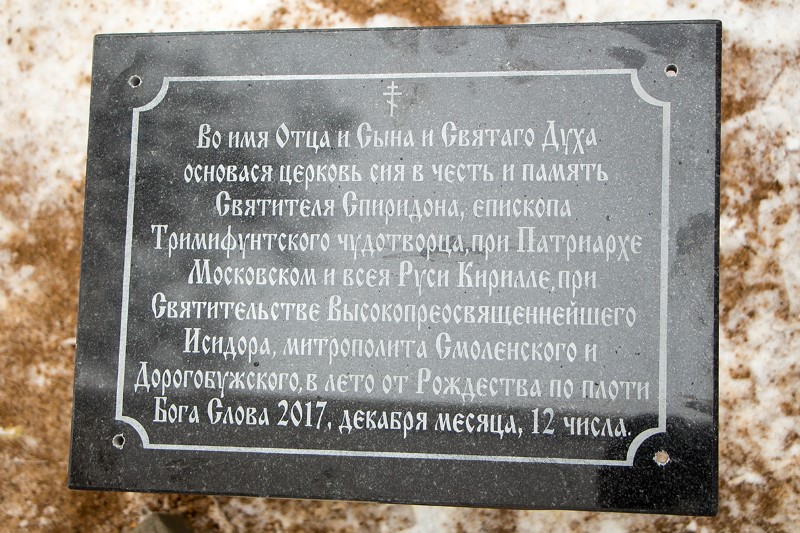 Во имя Отца и Сына и Святаго Духа
основася церковь сия в честь и память
Святителя Спиридона, епископа
Тримифунтского чудотворца, при Патриархе
Московском и всея Руси Кирилле, при
Святительстве Высокопреосвященнейшего
Исидора, митрополита Смоленского и
Дорогобужского, в лето от Рождества по плоти
Бога Слова 2017, декабря месяца, 12 числа.